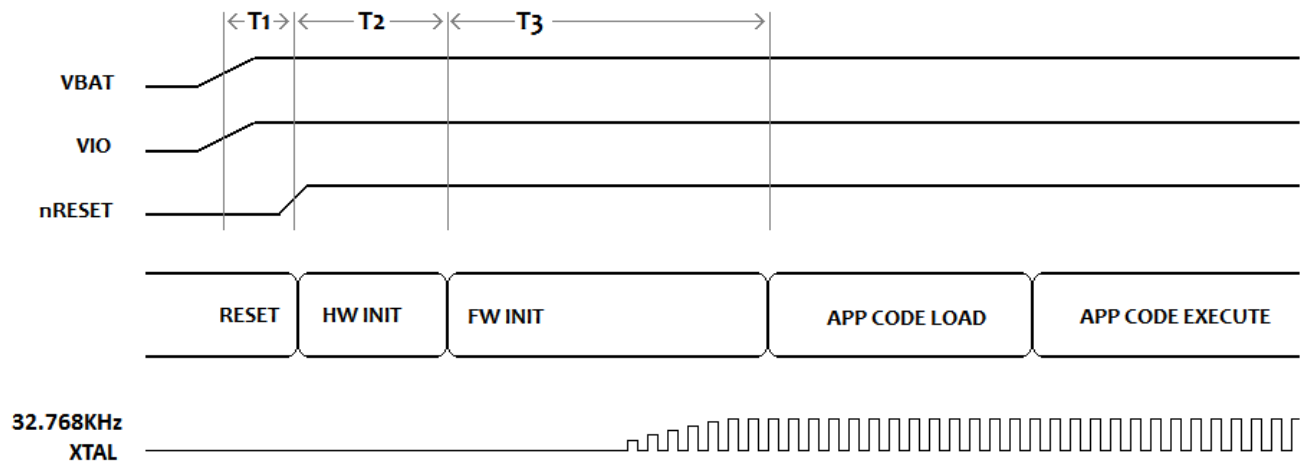 T1
T2
T3
VBAT
VIO
nRESET
RESET
HW INIT
FW INIT
APP CODE LOAD
APP CODE EXECUTE
32.768KHz
XTAL